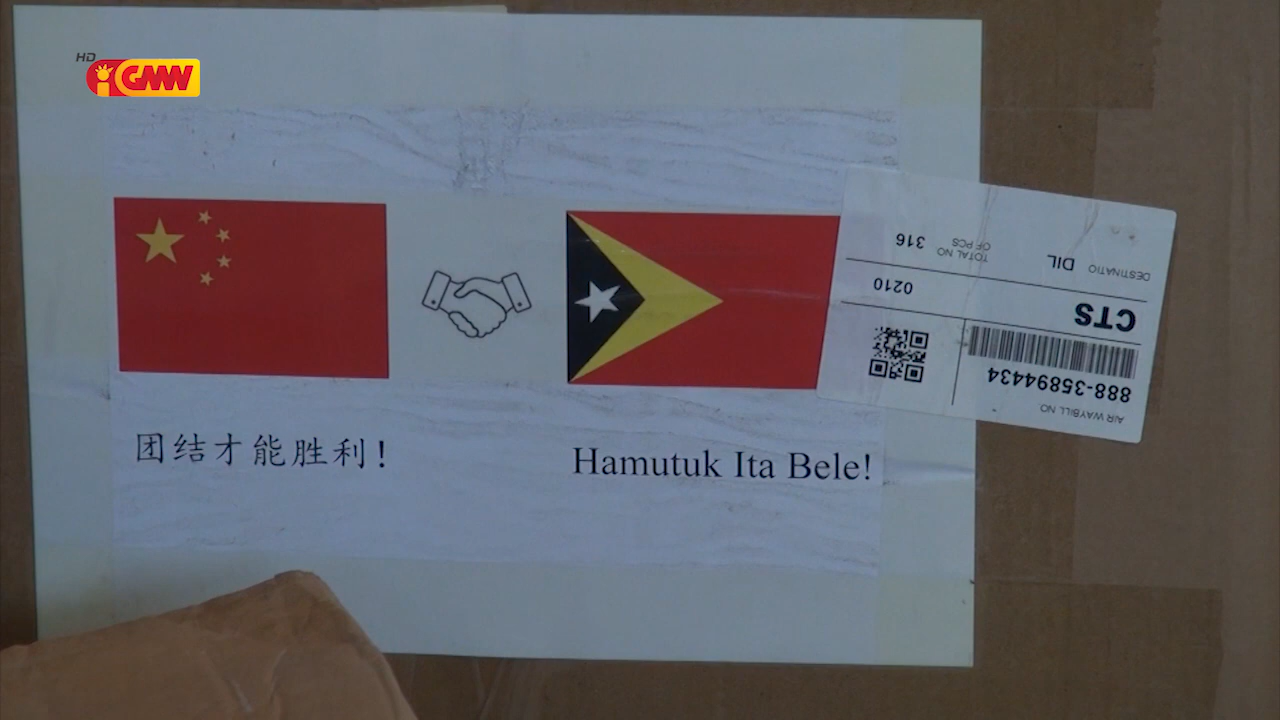 HD
GMN
团结才能胜利！
Hamutuk Ita Bele!
AIR WAYBILL NO
888-35894434
CTS
0210
DESTINATIO DIL
TOTAL NO OF PCS 316